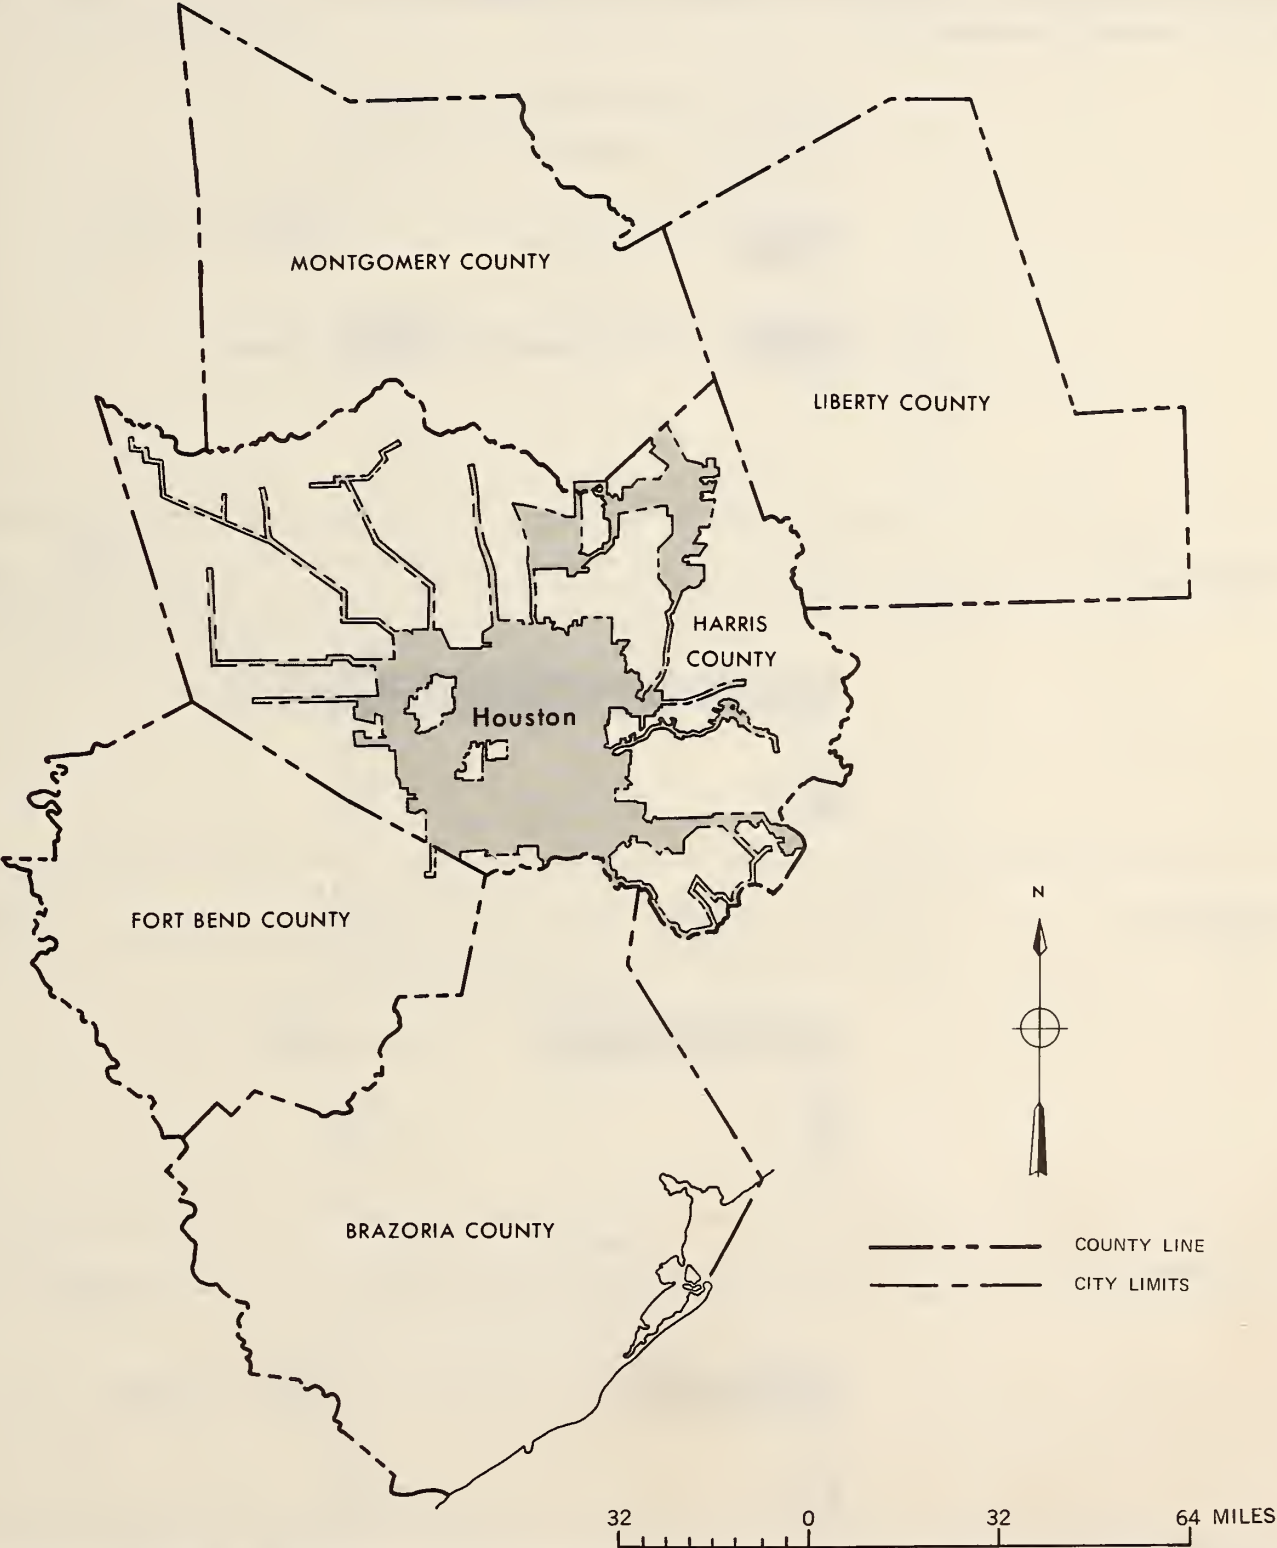 MONTGOMERY COUNTY
LIBERTY COUNTY
HARRIS
COUNTY
Houston
FORT BEND COUNTY
N
BRAZORIA COUNTY
COUNTY LINE
CITY LIMITS
32 0 32 64 MILES